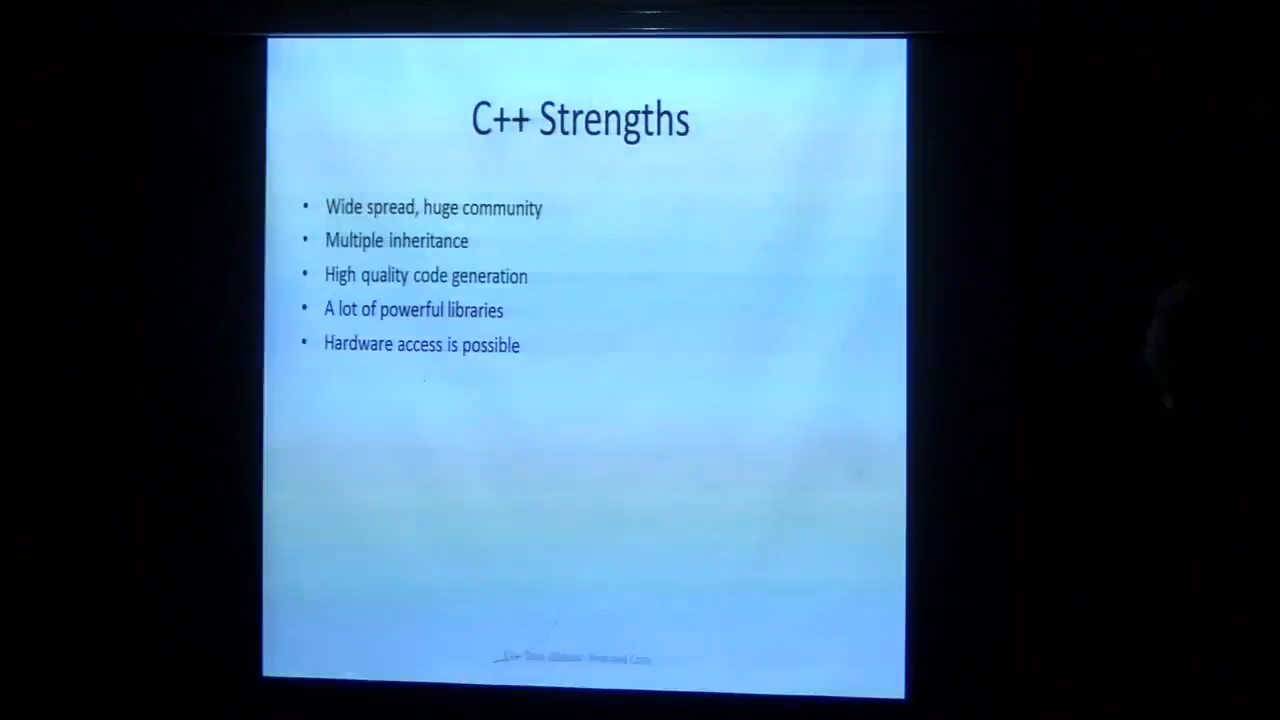 C++ Strengths
• Wide spread, huge community
• Multiple inheritance
• High quality code generation
• A lot of powerful libraries
• Hardware access is possible